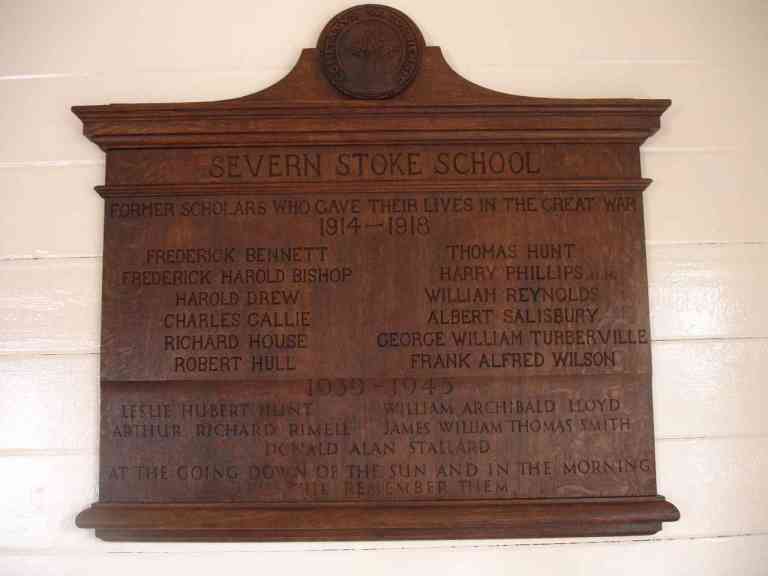 SEVERN STOKE SCHOOL
FORMER SCHOLARS WHO GAVE THEIR LIVES IN THE GREAT WAR
1914-1918
FREDERICK BENNETT THOMAS HUNT
FREDERICK HAROLD BISHOP HARRY PHILLIPS
HAROLD DREW WILLIAM REYNOLDS
CHARLES GALLIE ALBERT SALISBURY
RICHARD HOUSE GEORGE WILLIAM TURBERVILLE
ROBERT HULL FRANK ALFRED WILSON
1939-1945
LESLIE HUBERT HUNT WILLIAM ARCHIBALD LLOYD
ARTHUR RICHARD RIMELL JAMES WILLIAM THOMAS SMITH
DONALD ALAN STALLARD
AT THE GOING DOWN OF THE SUN AND IN THE MORNING
REMEMBER THEM